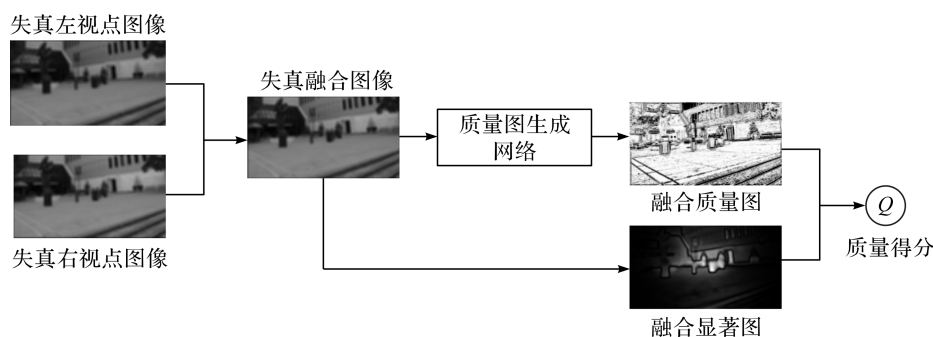 失真左视点图像
失真融合图像
质量图生成
网络
融合质量图
Q
质量得分
失真右视点图像
融合显著图